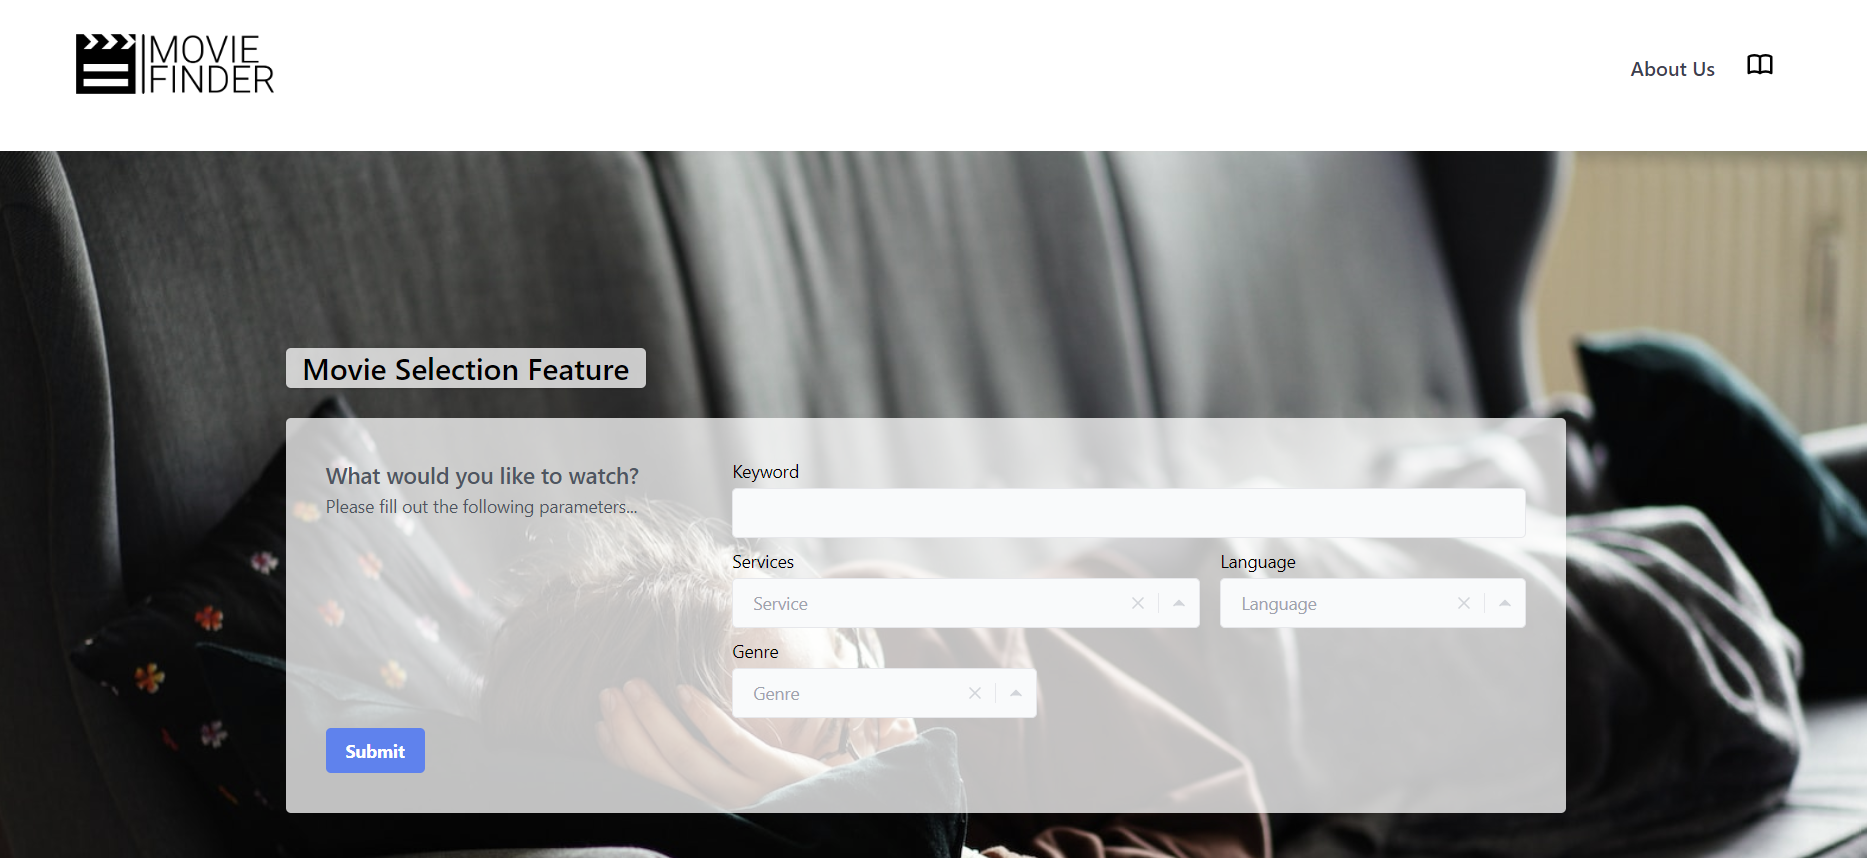 MOVIE
FINDER
About Us
Movie Selection Feature
What would you like to watch?
Please fill out the following parameters...
Keyword
Services
Language
Service
Language
Genre
Genre
Submit